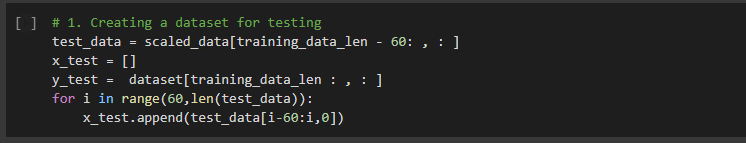 [ ] # 1. Creating a dataset for testing
test_data = scaled_data[training_data_len - 60: , : ]
x_test = []
y_test =  dataset[training_data_len : , : ]
for i in range(60,len(test_data)):
    x_test.append(test_data[i-60:i,0])